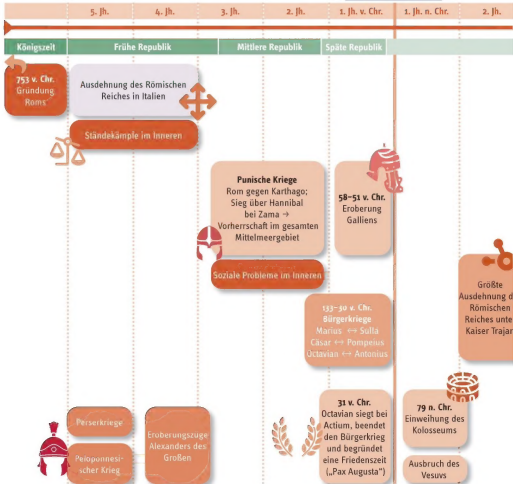 5. Jh. 4. Jh. 3. Jh. 2. Jh. 1. Jh. v. Chr. 1. Jh. n. Chr. 2. Jh.
Königszeit Frühe Republik Mittlere Republik Späte Republik
753 v. Chr.
Gründung
Roms
Ausdehnung des Römischen
Reiches in Italien
Ständekämpfe im Inneren
Punische Kriege
Rom gegen Karthago;
Sieg über Hannibal
bei Zama →
Vorherrschaft im gesamten
Mittelmeergebiet
58–51 v. Chr.
Eroberung
Galliens
Soziale Probleme im Inneren
Größte
Ausdehnung d
Römischen
Reiches unte
Kaiser Trajan
133–30 v. Chr.
Bürgerkriege
Marius ↔ Sulla
Cäsar ↔ Pompeius
Octavian ↔ Antonius
Perserkriege
Peloponnesi-
scher Krieg
Eroberungszüge
Alexanders des
Großen
31 v. Chr.
Octavian siegt bei
Actium, beendet
den Bürgerkrieg
und begründet
eine Friedenszeit
(„Pax Augusta“)
79 n. Chr.
Einweihung des
Kolosseums
Ausbruch des
Vesuvs